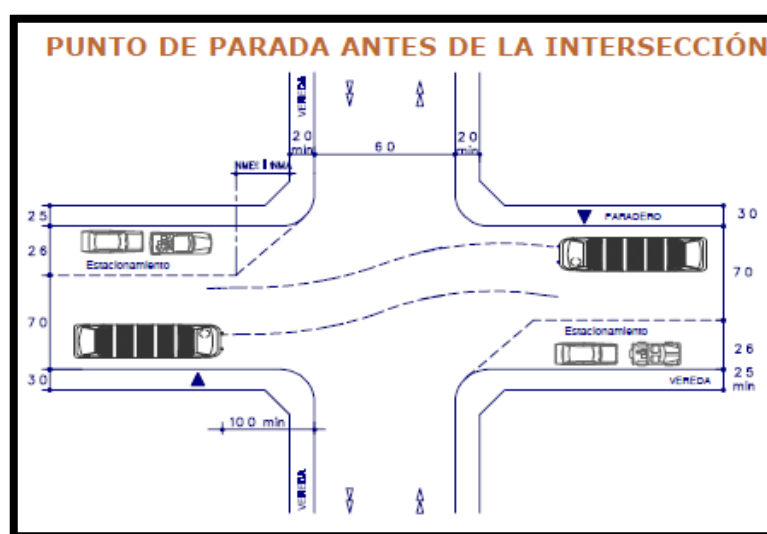 PUNTO DE PARADA ANTES DE LA INTERSECCIÓN
VEREDA
20
min
60
20
min
25
PARADERO
30
26
Estacionamiento
70
70
Estacionamiento
26
30
VEREDA
25
min
100 min
VEREDA